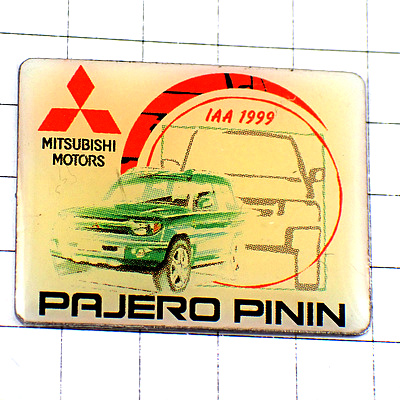 IAA 1999
MITSUBISHI
MOTORS
PAJERO PININ